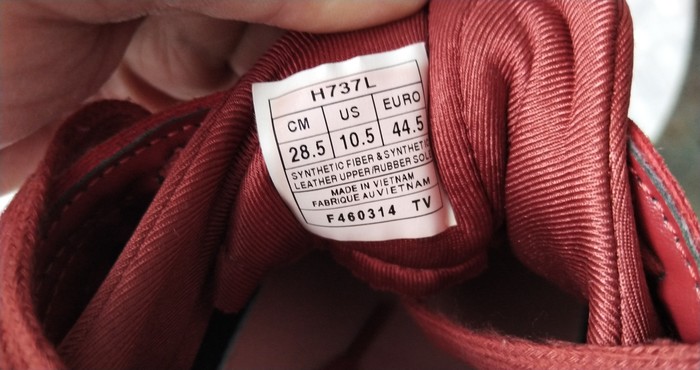 H737L
CM US EURO
28.5 10.5 44.5
SYNTHETIC FIBER & SYNTHETIC
LEATHER UPPER/RUBBER SOLE
MADE IN VIETNAM
FABRIQUE AU VIETNAM
F460314 TV